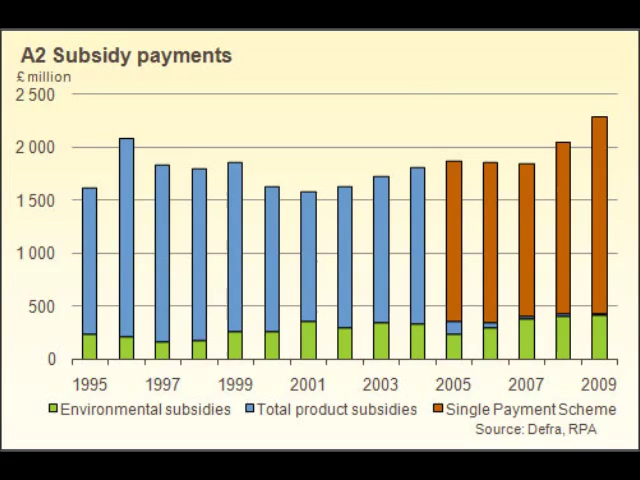 A2 Subsidy payments
£ million
2 500
2 000
1 500
1 000
500
0
1995 1997 1999 2001 2003 2005 2007 2009
Environmental subsidies Total product subsidies Single Payment Scheme
Source: Defra, RPA